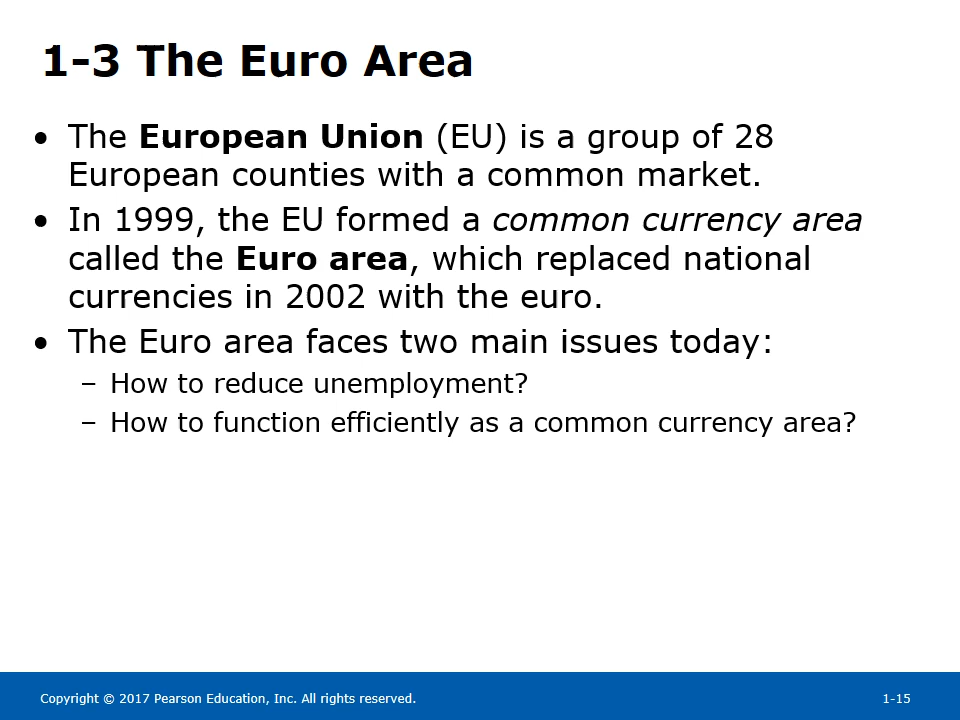 1-3 The Euro Area
• The European Union (EU) is a group of 28
European counties with a common market.
• In 1999, the EU formed a common currency area
called the Euro area, which replaced national
currencies in 2002 with the euro.
• The Euro area faces two main issues today:
– How to reduce unemployment?
– How to function efficiently as a common currency area?
Copyright © 2017 Pearson Education, Inc. All rights reserved.
1-15